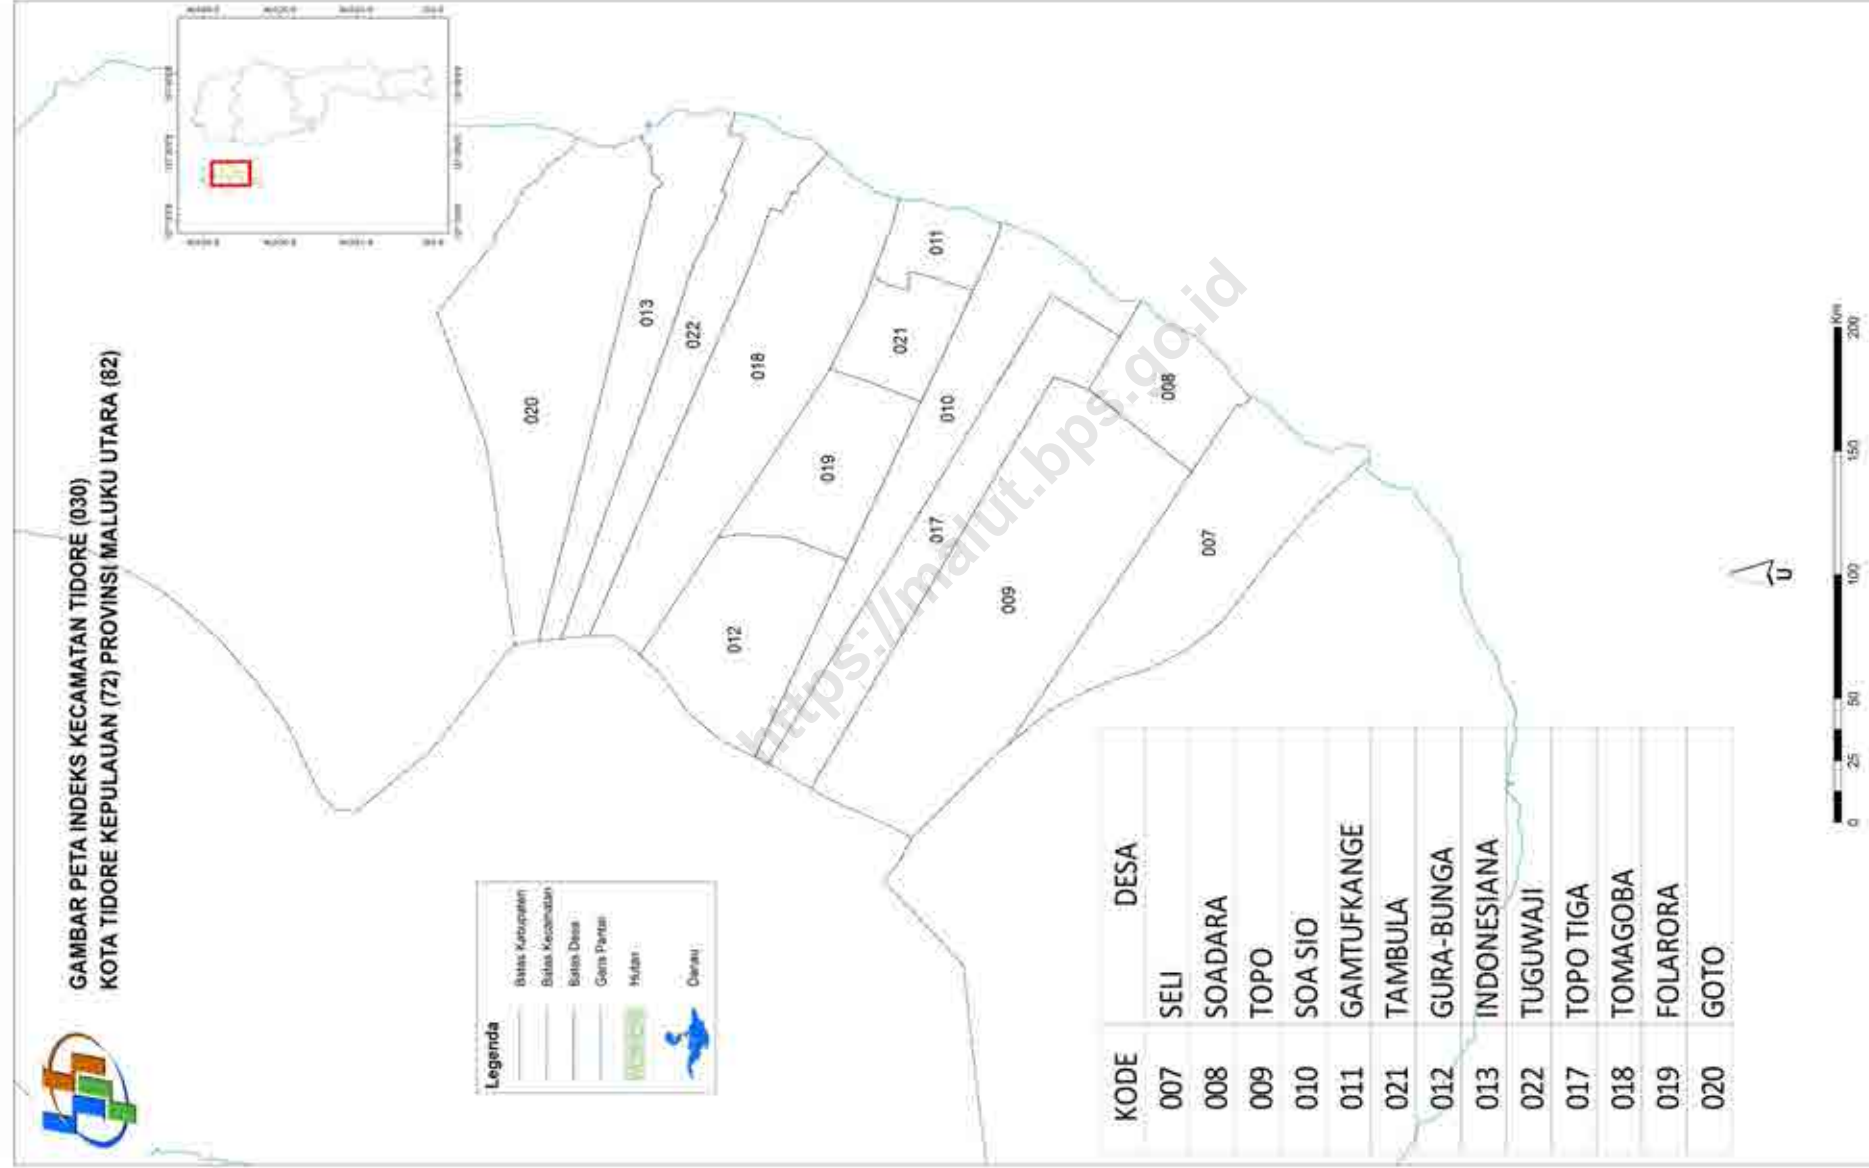 GAMBAR PETA INDEKS KECAMATAN TIDORE (030)
KOTA TIDORE KEPULAUAN (72) PROVINSI MALUKU UTARA (82)
020
013
022
018
011
021
019
010
012
017
008
009
007
https://malut.bps.go.id
Legenda
Batas Kabupaten
Batas Kecamatan
Batas Desa
Garis Pantai
Hutan
Danau
KODE DESA
007 SELI
008 SOADARA
009 TOPO
010 SOA SIO
011 GAMTUFKANGE
021 TAMBULA
012 GURA-BUNGA
013 INDONESIANA
022 TUGUWAJI
017 TOPO TIGA
018 TOMAGOBA
019 FOLARORA
020 GOTO
U
Km
0 25 50 100 150 200